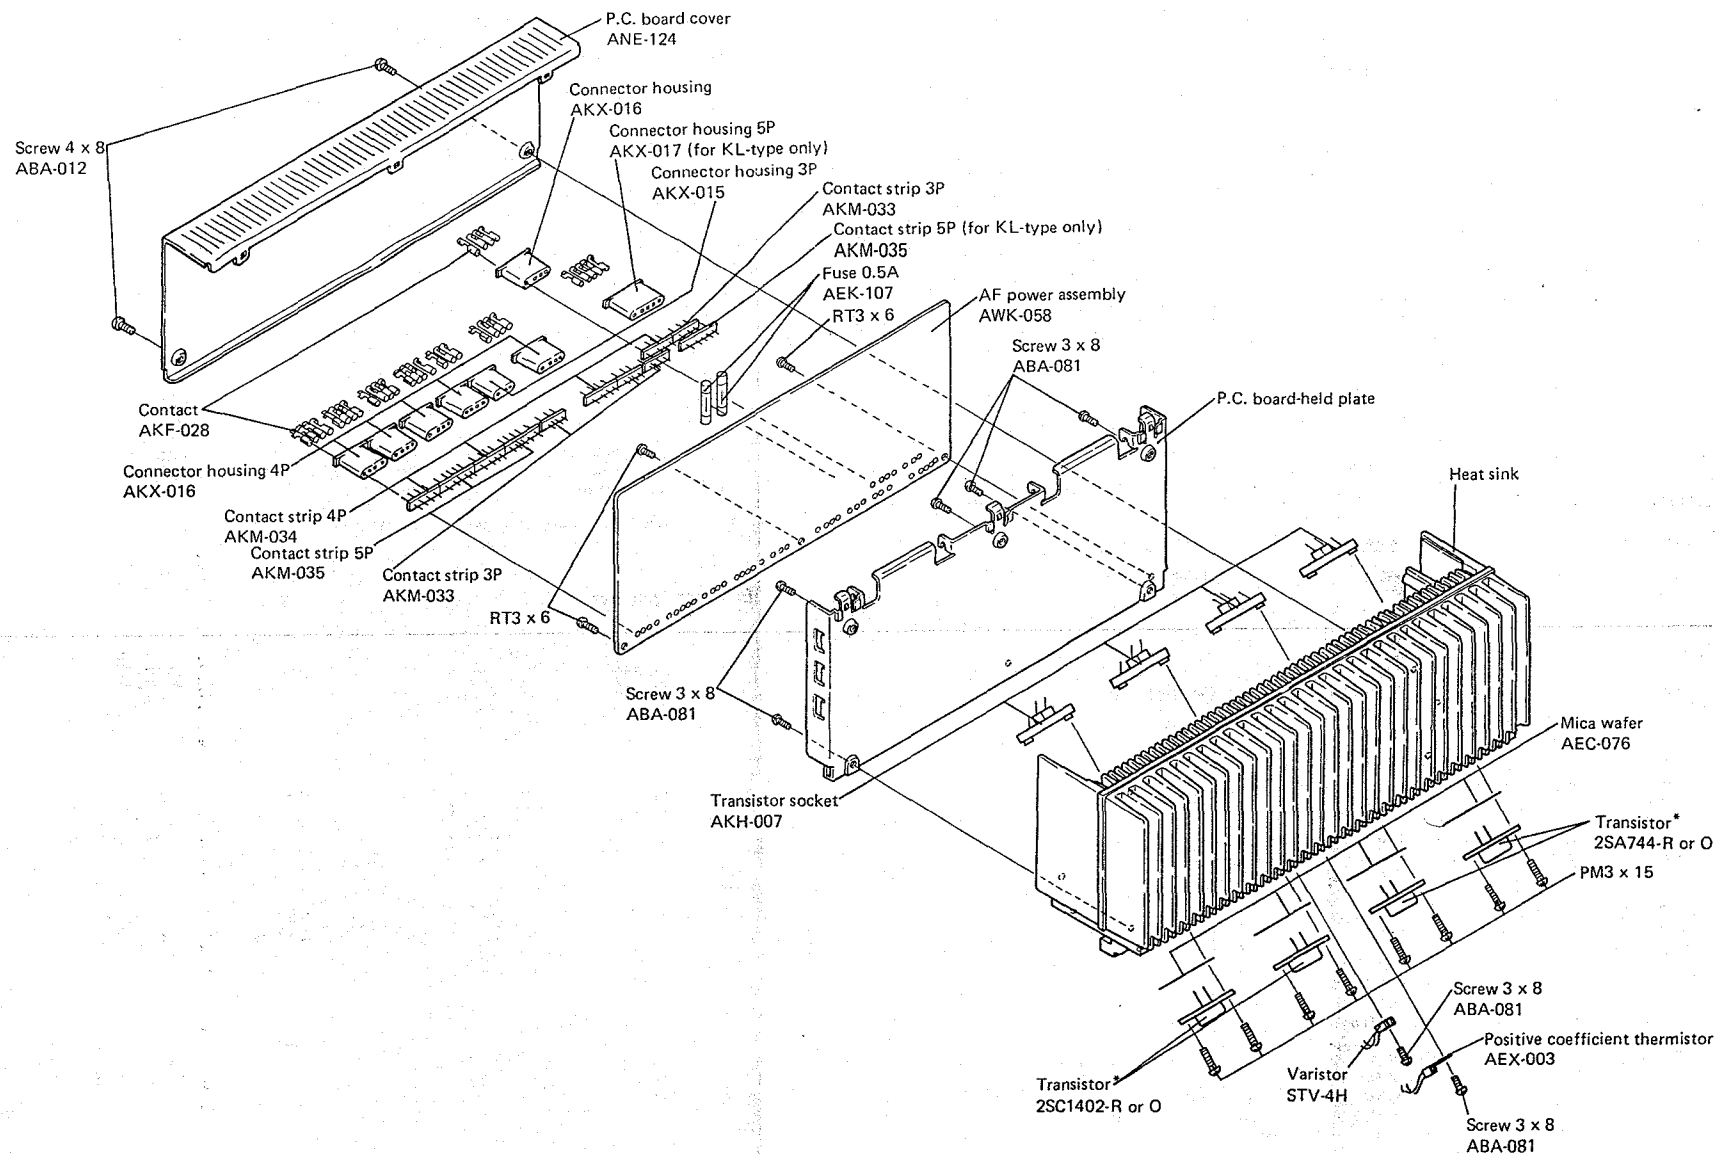 P.C. board cover
ANE-124
Connector housing
AKX-016
Connector housing 5P
AKX-017 (for KL-type only)
Connector housing 3P
AKX-015
Screw 4 x 8
ABA-012
Contact strip 3P
AKM-033
Contact strip 5P (for KL-type only)
AKM-035
Fuse 0.5A
AEK-107
RT3 x 6
AF power assembly
AWK-058
Screw 3 x 8
ABA-081
P.C. board-held plate
Contact
AKF-028
Connector housing 4P
AKX-016
Contact strip 4P
AKM-034
Contact strip 5P
AKM-035
Contact strip 3P
AKM-033
RT3 x 6
Heat sink
Screw 3 x 8
ABA-081
Transistor socket
AKH-007
Mica wafer
AEC-076
Transistor*
2SA744-R or O
PM3 x 15
Screw 3 x 8
ABA-081
Positive coefficient thermistor
AEX-003
Varistor
STV-4H
Transistor*
2SC1402-R or O
Screw 3 x 8
ABA-081